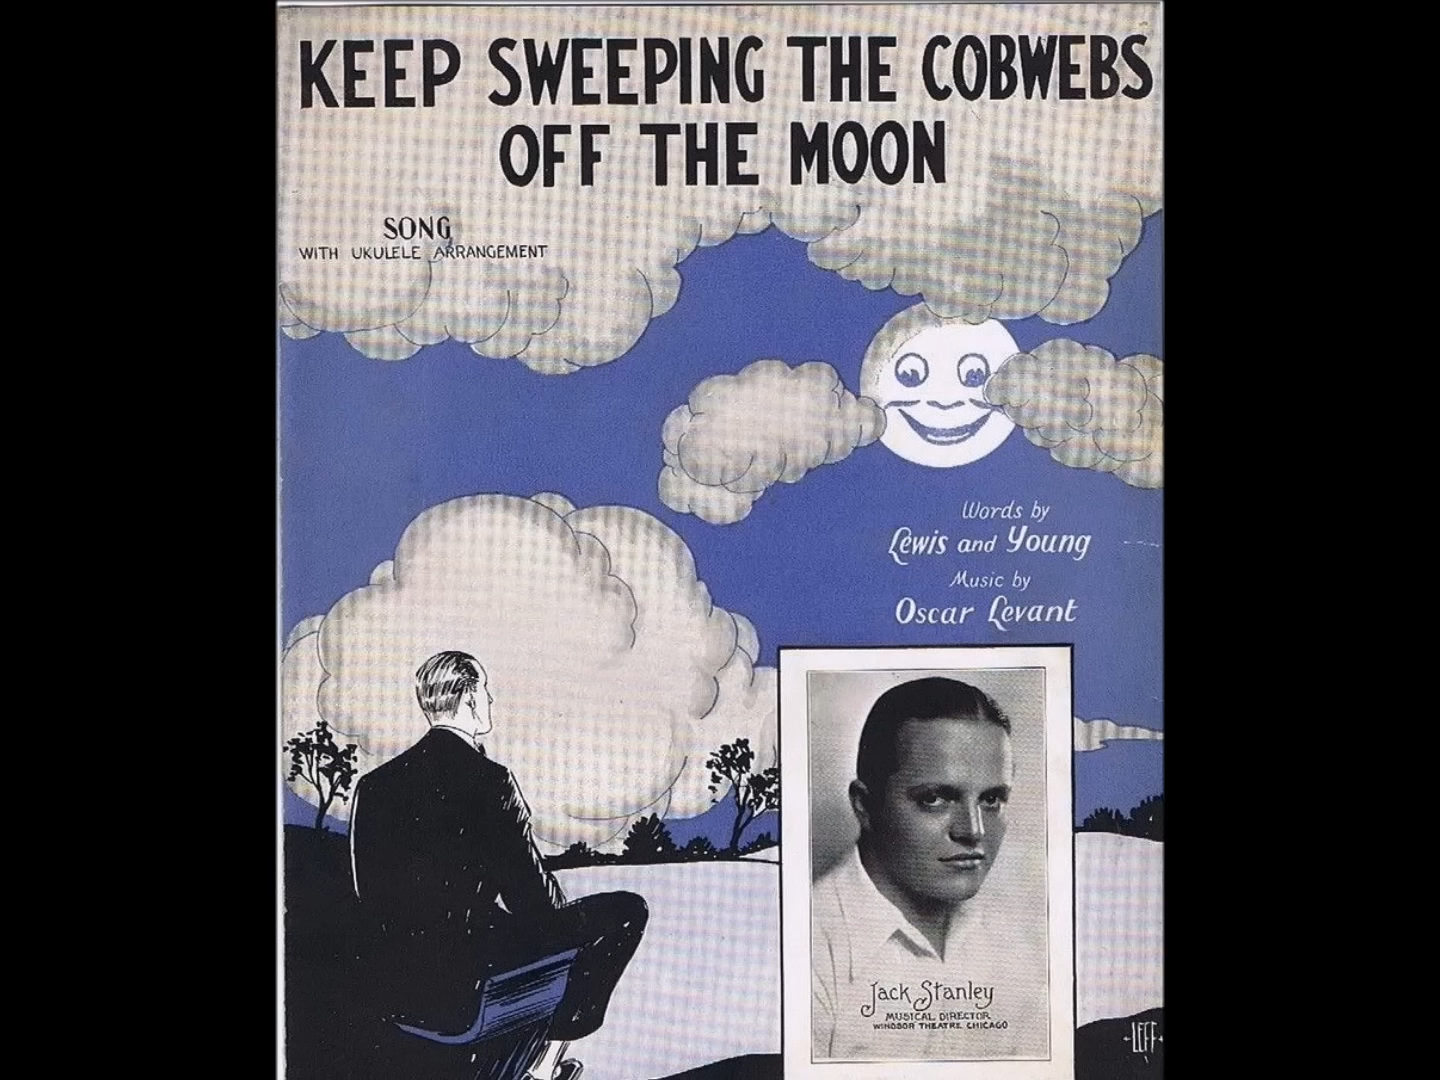 KEEP SWEEPING THE COBWEBS
OFF THE MOON
SONG
WITH UKULELE ARRANGEMENT
Words by
Lewis and Young
Music by
Oscar Levant
Jack Stanley
MUSICAL DIRECTOR
WINDSOR THEATRE CHICAGO
LEFF